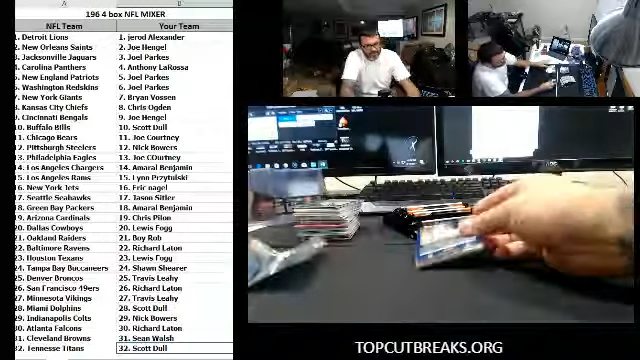 A B
196 4 box NFL MIXER
NFL Team Your Team
1. Detroit Lions 1. jerod Alexander
2. New Orleans Saints 2. Joe Hengel
3. Jacksonville Jaguars 3. Joel Parkes
4. Carolina Panthers 4. Anthony LaRossa
5. New England Patriots 5. Joel Parkes
6. Washington Redskins 6. Joel Parkes
7. New York Giants 7. Bryan Vossen
8. Kansas City Chiefs 8. Chris Ogden
9. Cincinnati Bengals 9. Joe Hengel
10. Buffalo Bills 10. Scott Dull
11. Chicago Bears 11. Joe Courtney
12. Pittsburgh Steelers 12. Nick Bowers
13. Philadelphia Eagles 13. Joe COurtney
14. Los Angeles Chargers 14. Amaral Benjamin
15. Los Angeles Rams 15. Lynn Przytulski
16. New York Jets 16. Eric nagel
17. Seattle Seahawks 17. Jason Sitler
18. Green Bay Packers 18. Amaral Benjamin
19. Arizona Cardinals 19. Chris Pilon
20. Dallas Cowboys 20. Lewis Fogg
21. Oakland Raiders 21. Boy Rob
22. Baltimore Ravens 22. Richard Laton
23. Houston Texans 23. Lewis Fogg
24. Tampa Bay Buccaneers 24. Shawn Shearer
25. Denver Broncos 25. Travis Leahy
26. San Francisco 49ers 26. Richard Laton
27. Minnesota Vikings 27. Travis Leahy
28. Miami Dolphins 28. Scott Dull
29. Indianapolis Colts 29. Nick Bowers
30. Atlanta Falcons 30. Richard Laton
31. Cleveland Browns 31. Sean Walsh
32. Tennesse Titans 32. Scott Dull
TOPCUTBREAKS.ORG